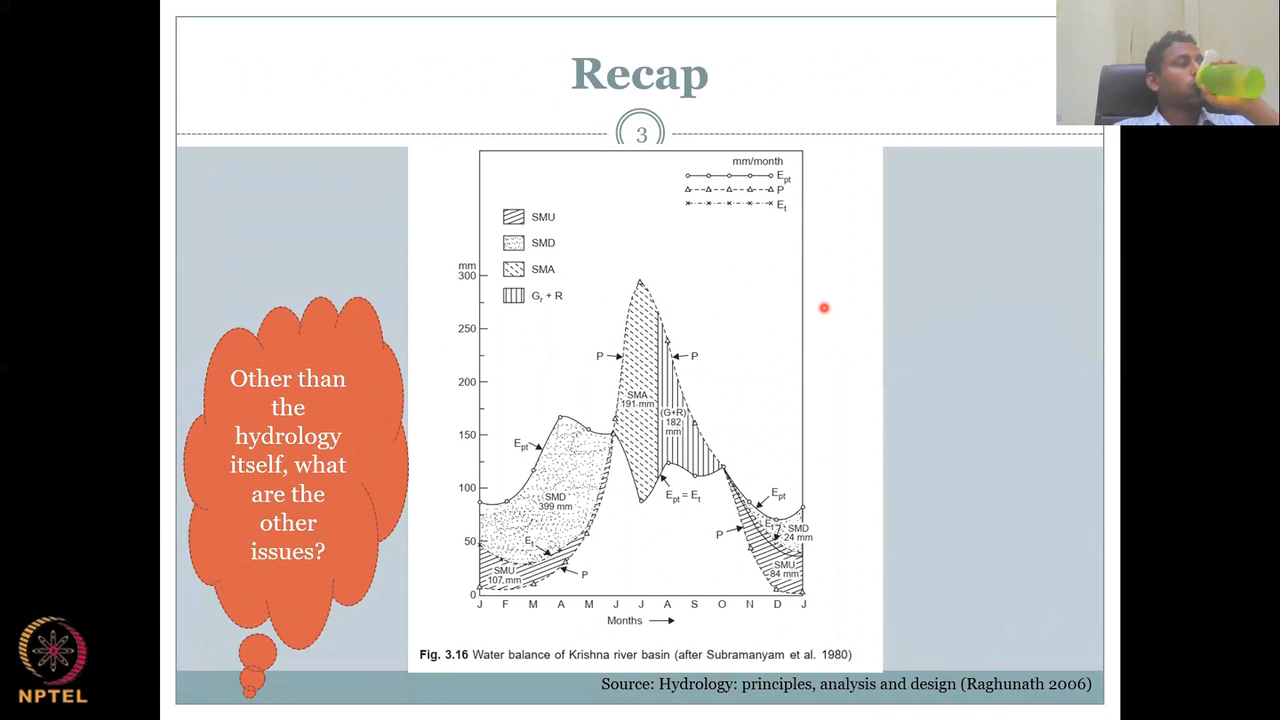 Recap
3
mm/month
Ept
P
Et
SMU
SMD
SMA
Gr + R
mm
300
250
200
150
100
50
0
P
P
SMA
191 mm
(G+R)
182
mm
Ept
Ept = Et
Ept
SMD
399 mm
Et
SMU
107 mm
P
P
Et
SMD
24 mm
SMU
84 mm
J F M A M J J A S O N D J
Months
Other than
the
hydrology
itself, what
are the
other
issues?
Fig. 3.16 Water balance of Krishna river basin (after Subramanyam et al. 1980)
Source: Hydrology: principles, analysis and design (Raghunath 2006)
NPTEL